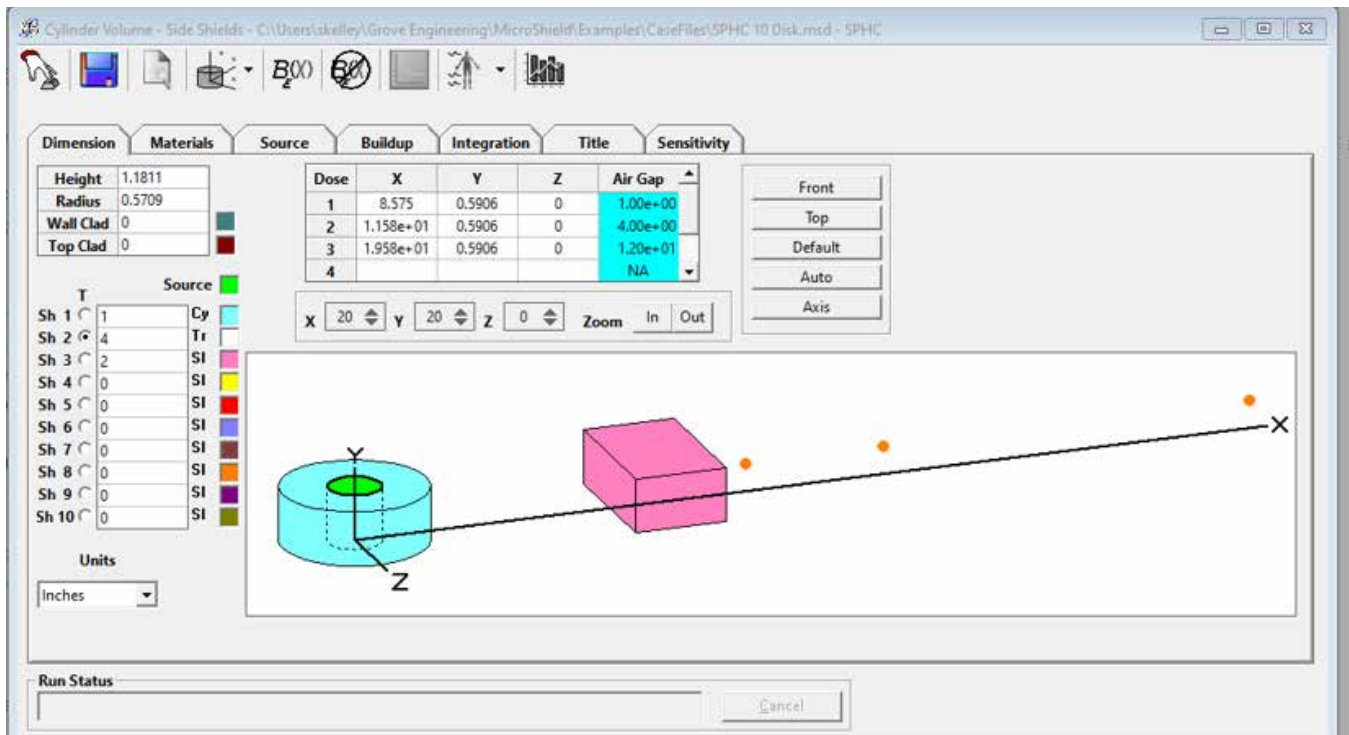 Cylinder Volume - Side Shields - C:\Users\skelley\Grove Engineering\MicroShield\Examples\CaseFiles\SPHC 10 Disk.msd - SPHC
B(X)
B(X)
Dimension Materials Source Buildup Integration Title Sensitivity
Height 1.1811
Radius 0.5709
Wall Clad 0
Top Clad 0
Source
T
Sh 1 1 Cy
Sh 2 4 Tr
Sh 3 2 Sl
Sh 4 0 Sl
Sh 5 0 Sl
Sh 6 0 Sl
Sh 7 0 Sl
Sh 8 0 Sl
Sh 9 0 Sl
Sh 10 0 Sl
Units
Inches
Dose X Y Z Air Gap
1 8.575 0.5906 0 1.00e+00
2 1.158e+01 0.5906 0 4.00e+00
3 1.958e+01 0.5906 0 1.20e+01
4 NA
X 20 Y 20 Z 0 Zoom In Out
Front
Top
Default
Auto
Axis
Y
X
Z
Run Status
Cancel